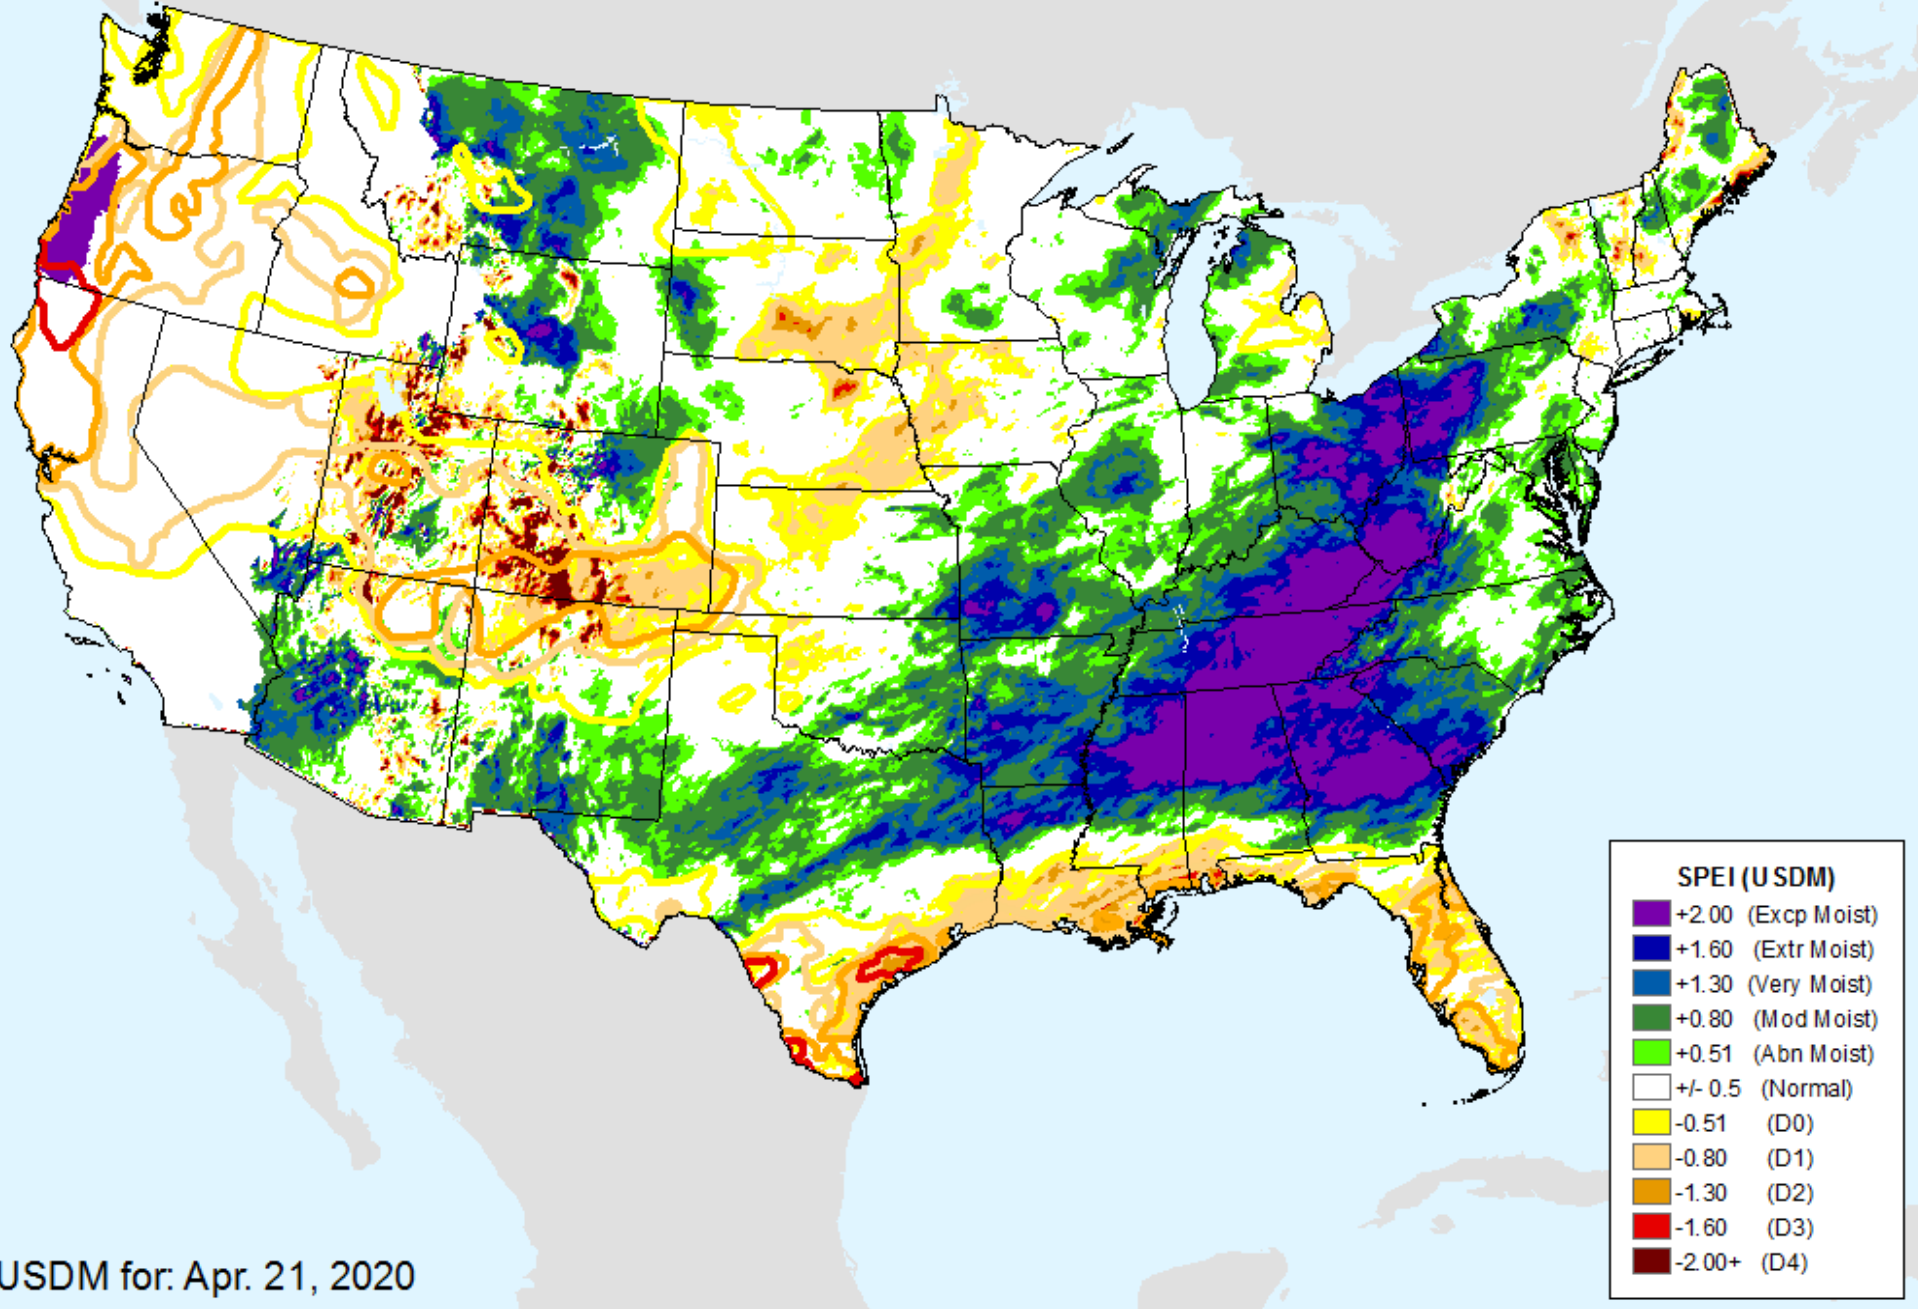 SPEI (USDM)
+2.00 (Excp Moist)
+1.60 (Extr Moist)
+1.30 (Very Moist)
+0.80 (Mod Moist)
+0.51 (Abn Moist)
+/- 0.5 (Normal)
-0.51 (D0)
-0.80 (D1)
-1.30 (D2)
-1.60 (D3)
-2.00+ (D4)
USDM for: Apr. 21, 2020